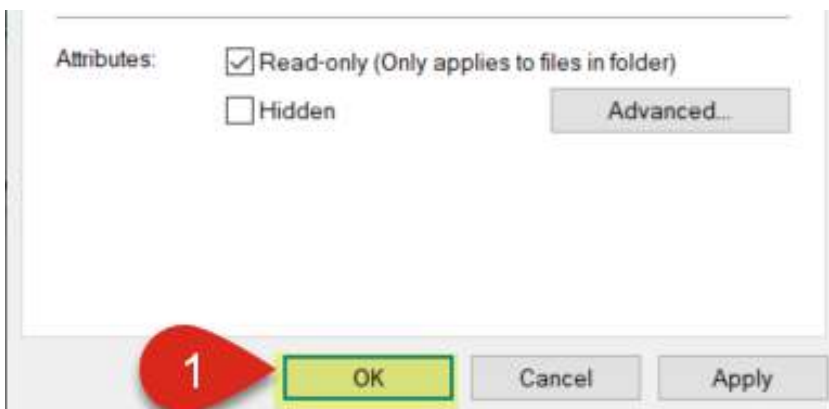 Attributes: Read-only (Only applies to files in folder)
Hidden Advanced...
1 OK Cancel Apply